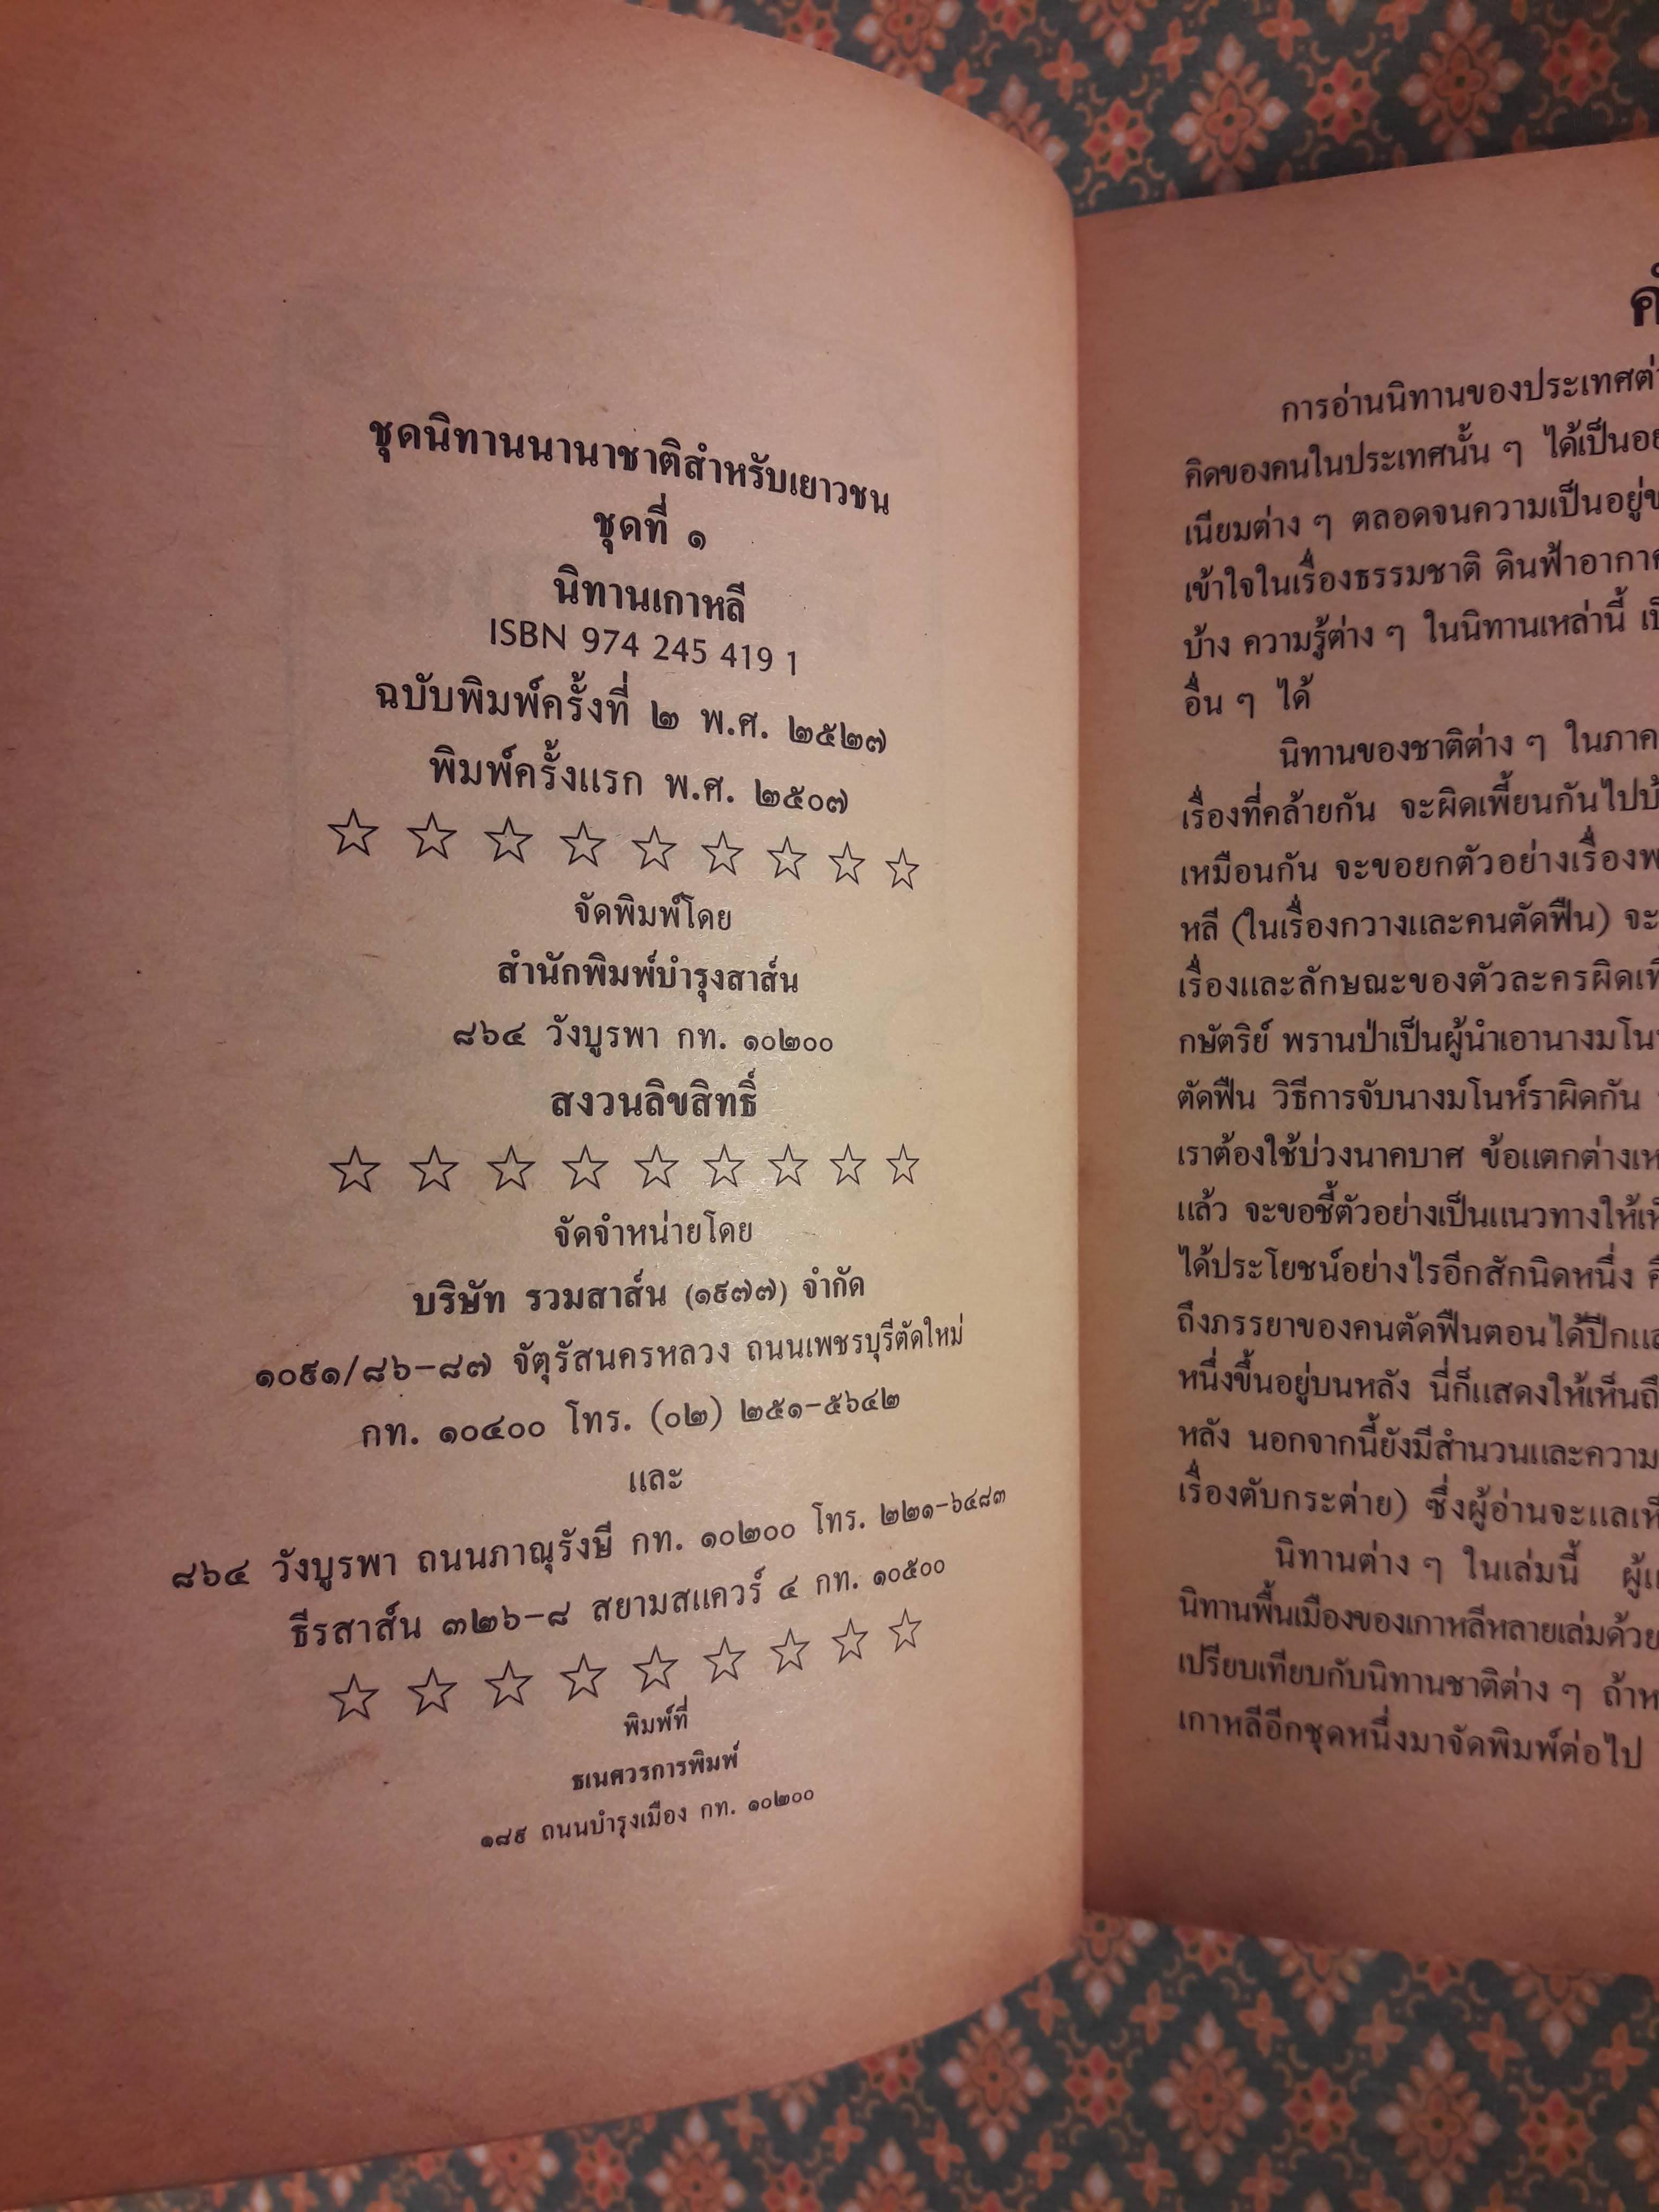 ชุดนิทานนานาชาติสำหรับเยาวชน
ชุดที่ ๑
นิทานเกาหลี
ISBN 974 245 419 1
ฉบับพิมพ์ครั้งที่ ๒ พ.ศ. ๒๕๒๗
พิมพ์ครั้งแรก พ.ศ. ๒๕๐๗
จัดพิมพ์โดย
สำนักพิมพ์บำรุงสาส์น
๘๖๔ วังบูรพา กท. ๑๐๒๐๐
สงวนลิขสิทธิ์
จัดจำหน่ายโดย
บริษัท รวมสาส์น (๑๙๗๗) จำกัด
๑๐๙๑/๘๖-๘๗ จัตุรัสนครหลวง ถนนเพชรบุรีตัดใหม่
กท. ๑๐๔๐๐ โทร. (๐๒) ๒๕๑-๕๖๔๒
และ
๘๖๔ วังบูรพา ถนนภาณุรังษี กท. ๑๐๒๐๐ โทร. ๒๒๑-๖๔๘๓
ธีรสาส์น ๓๒๖-๘ สยามสแควร์ ๔ กท. ๑๐๕๐๐
พิมพ์ที่
ธเนศวรการพิมพ์
๑๘๙ ถนนบำรุงเมือง กท. ๑๐๒๐๐
การอ่านนิทานของประเทศต่
คิดของคนในประเทศนั้น ๆ ได้เป็นอย
เนียมต่าง ๆ ตลอดจนความเป็นอยู่ข
เข้าใจในเรื่องธรรมชาติ ดินฟ้าอากาศ
บ้าง ความรู้ต่าง ๆ ในนิทานเหล่านี้ เป็
อื่น ๆ ได้
นิทานของชาติต่าง ๆ ในภาค
เรื่องที่คล้ายกัน จะผิดเพี้ยนกันไปบ้
เหมือนกัน จะขอยกตัวอย่างเรื่องพ
หลี (ในเรื่องกวางและคนตัดฟืน) จะ
เรื่องและลักษณะของตัวละครผิดเพี
กษัตริย์ พรานป่าเป็นผู้นำเอานางมโน
ตัดฟืน วิธีการจับนางมโนห์ราผิดกัน
เราต้องใช้บ่วงนาคบาศ ข้อแตกต่างเห
แล้ว จะขอชี้ตัวอย่างเป็นแนวทางให้เห็
ได้ประโยชน์อย่างไรอีกสักนิดหนึ่ง คื
ถึงภรรยาของคนตัดฟืนตอนได้ปีกแล
หนึ่งขึ้นอยู่บนหลัง นี่ก็แสดงให้เห็นถึ
หลัง นอกจากนี้ยังมีสำนวนและความ
เรื่องตับกระต่าย) ซึ่งผู้อ่านจะแลเห็
นิทานต่าง ๆ ในเล่มนี้ ผู้แ
นิทานพื้นเมืองของเกาหลีหลายเล่มด้วย
เปรียบเทียบกับนิทานชาติต่าง ๆ ถ้าห
เกาหลีอีกชุดหนึ่งมาจัดพิมพ์ต่อไป